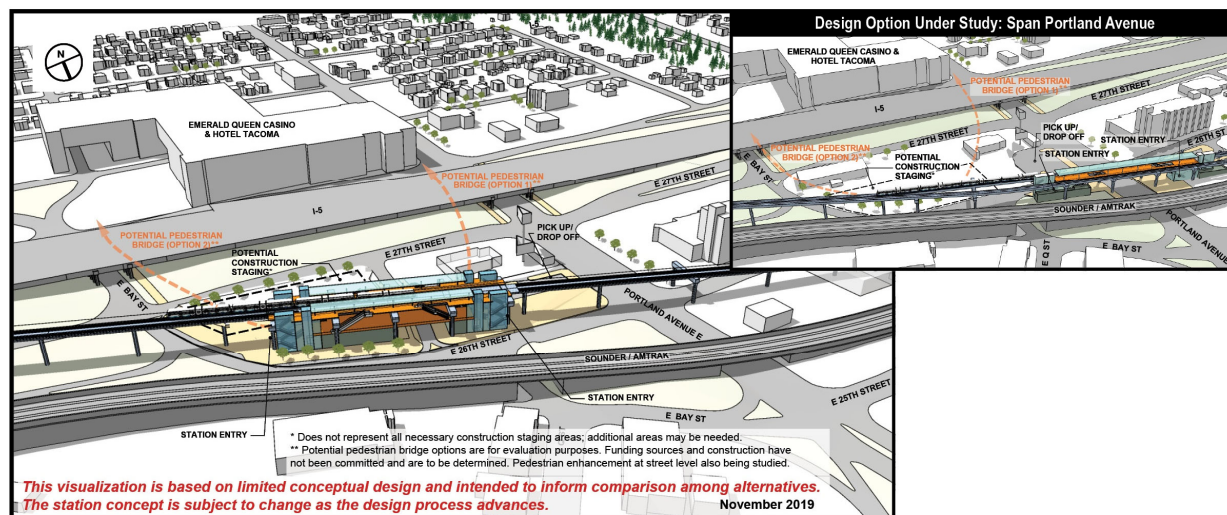 N
EMERALD QUEEN CASINO
& HOTEL TACOMA
POTENTIAL PEDESTRIAN
BRIDGE (OPTION 1)**
E 27TH STREET
I-5
POTENTIAL PEDESTRIAN
BRIDGE (OPTION 2)**
PICK UP/
DROP OFF
E 27TH STREET
POTENTIAL
CONSTRUCTION
STAGING*
E BAY ST
PORTLAND AVENUE E
E 26TH STREET
SOUNDER / AMTRAK
STATION ENTRY
E 25TH STREET
E BAY ST
STATION ENTRY
* Does not represent all necessary construction staging areas; additional areas may be needed.
** Potential pedestrian bridge options are for evaluation purposes. Funding sources and construction have
not been committed and are to be determined. Pedestrian enhancement at street level also being studied.
This visualization is based on limited conceptual design and intended to inform comparison among alternatives.
The station concept is subject to change as the design process advances.
November 2019
Design Option Under Study: Span Portland Avenue
EMERALD QUEEN CASINO &
HOTEL TACOMA
POTENTIAL PEDESTRIAN
BRIDGE (OPTION 1)**
I-5
E 27TH STREET
PICK UP/
DROP OFF
STATION ENTRY
E 27TH STREET
E 26TH ST
POTENTIAL PEDESTRIAN
BRIDGE (OPTION 2)**
POTENTIAL
CONSTRUCTION
STAGING*
STATION ENTRY
E BAY ST
SOUNDER / AMTRAK
PORTLAND AVENUE
E Q ST
E BAY ST